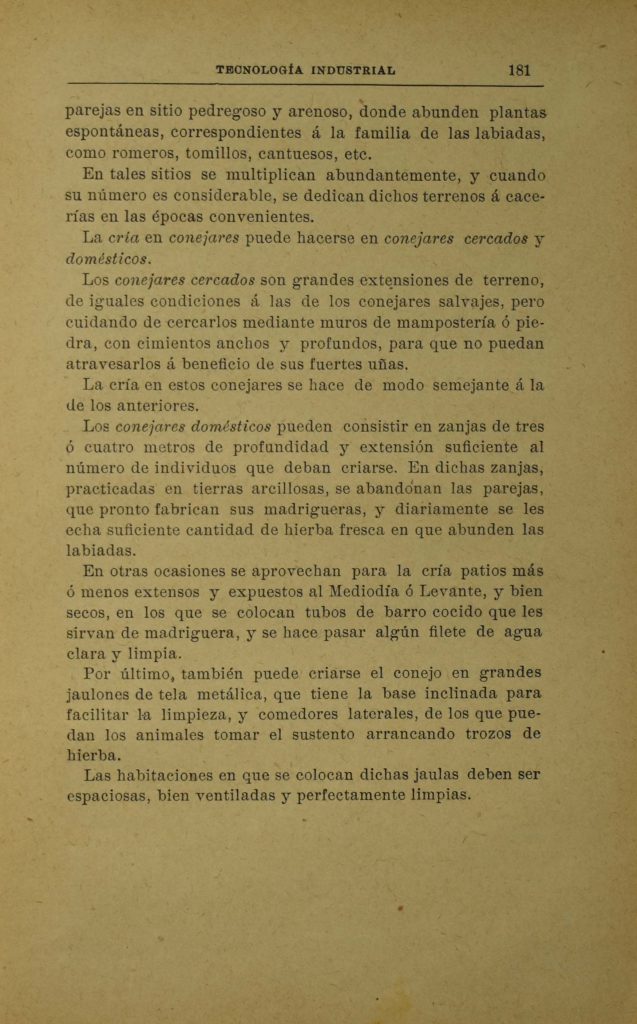 TECNOLOGÍA INDUSTRIAL 181
parejas en sitio pedregoso y arenoso, donde abunden plantas
espontáneas, correspondientes á la familia de las labiadas,
como romeros, tomillos, cantuesos, etc.
En tales sitios se multiplican abundantemente, y cuando
su número es considerable, se dedican dichos terrenos á cace-
rías en las épocas convenientes.
La cría en conejares puede hacerse en conejares cercados y
domésticos.
Los conejares cercados son grandes extensiones de terreno,
de iguales condiciones á las de los conejares salvajes, pero
cuidando de cercarlos mediante muros de mampostería ó pie-
dra, con cimientos anchos y profundos, para que no puedan
atravesarlos á beneficio de sus fuertes uñas.
La cría en estos conejares se hace de modo semejante á la
de los anteriores.
Los conejares domésticos pueden consistir en zanjas de tres
ó cuatro metros de profundidad y extensión suficiente al
número de individuos que deban criarse. En dichas zanjas,
practicadas en tierras arcillosas, se abandonan las parejas,
que pronto fabrican sus madrigueras, y diariamente se les
echa suficiente cantidad de hierba fresca en que abunden las
labiadas.
En otras ocasiones se aprovechan para la cría patios más
ó menos extensos y expuestos al Mediodía ó Levante, y bien
secos, en los que se colocan tubos de barro cocido que les
sirvan de madriguera, y se hace pasar algún filete de agua
clara y limpia.
Por último, también puede criarse el conejo en grandes
jaulones de tela metálica, que tiene la base inclinada para
facilitar la limpieza, y comedores laterales, de los que pue-
dan los animales tomar el sustento arrancando trozos de
hierba.
Las habitaciones en que se colocan dichas jaulas deben ser
espaciosas, bien ventiladas y perfectamente limpias.